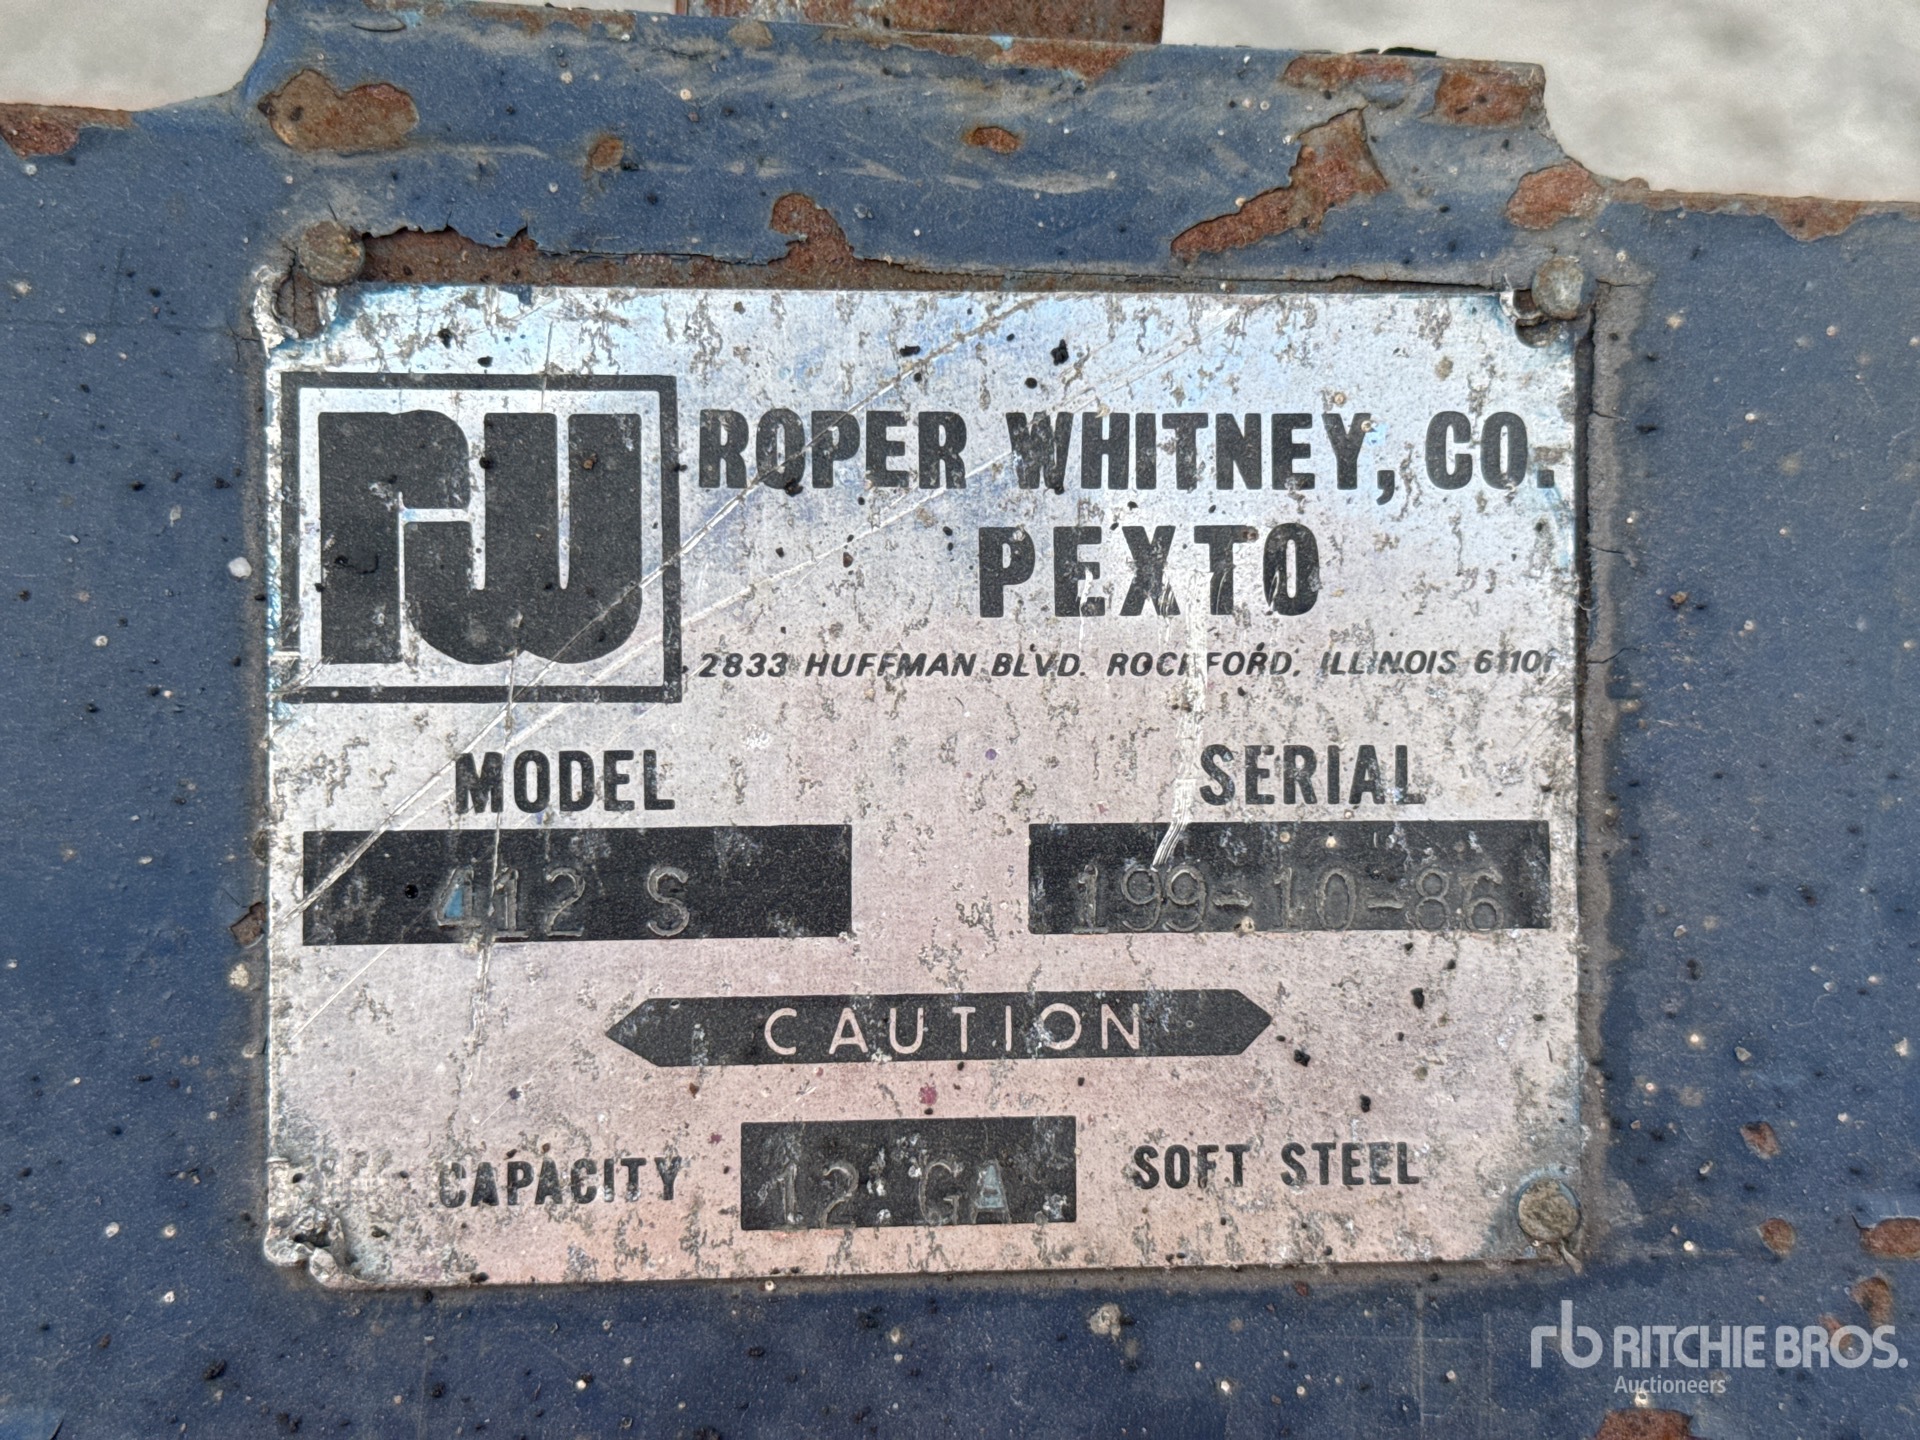 rw
ROPER WHITNEY, CO.
PEXTO
2833 HUFFMAN BLVD. ROCKFORD, ILLINOIS 61101
MODEL
SERIAL
412 S
199-10-86
CAUTION
CAPACITY 12 GA SOFT STEEL
rb RITCHIE BROS.
Auctioneers